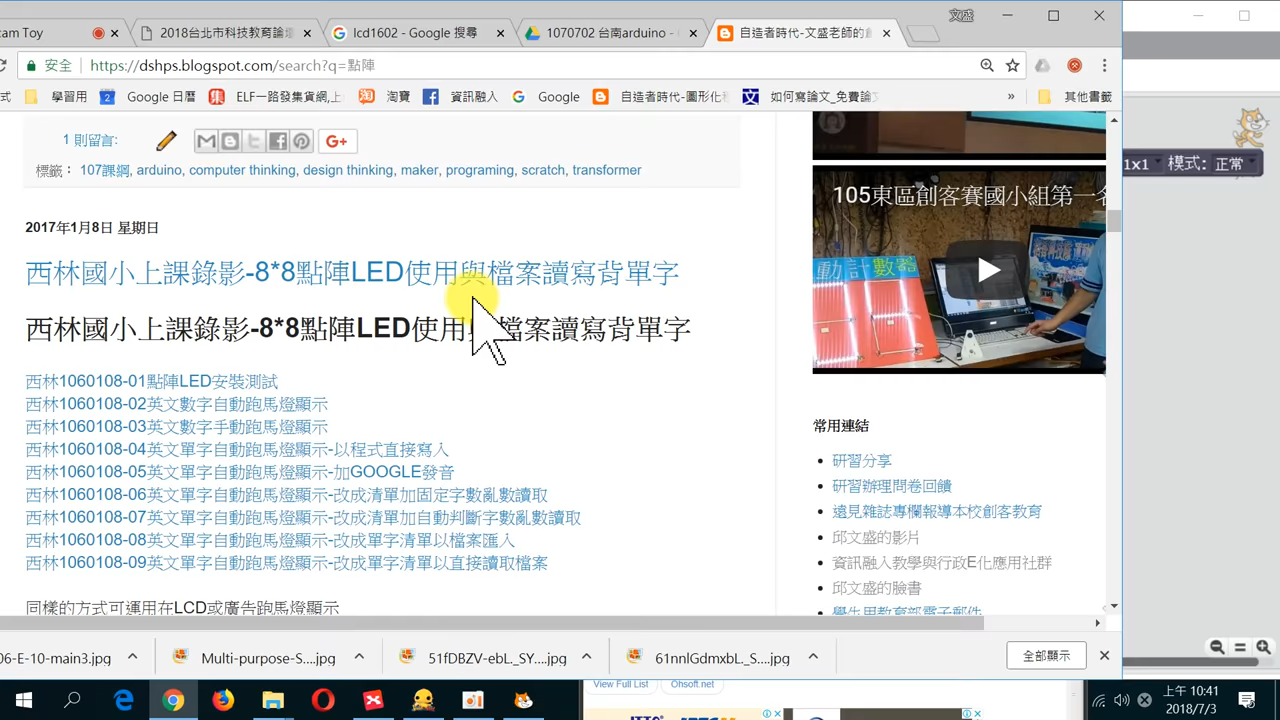 文盛
cam Toy
2018台北市科技教育論壇
lcd1602 - Google 搜尋
1070702 台南arduino -
自造者時代-文盛老師的創
安全
https://dshps.blogspot.com/search?q=點陣
式
學習用
2
Google 日曆
集
ELF一路發集貨網,上
淘 淘寶
資訊融入
Google
自造者時代-圖形化程
文 如何寫論文_免費論文
»
其他書籤
1 則留言:
G+
標籤： 107課綱, arduino, computer thinking, design thinking, maker, programing, scratch, transformer
2017年1月8日 星期日
西林國小上課錄影-8*8點陣LED使用與檔案讀寫背單字
西林國小上課錄影-8*8點陣LED使用 檔案讀寫背單字
西林1060108-01點陣LED安裝測試
西林1060108-02英文數字自動跑馬燈顯示
西林1060108-03英文數字手動跑馬燈顯示
西林1060108-04英文單字自動跑馬燈顯示-以程式直接寫入
西林1060108-05英文單字自動跑馬燈顯示-加GOOGLE發音
西林1060108-06英文單字自動跑馬燈顯示-改成清單加固定字數亂數讀取
西林1060108-07英文單字自動跑馬燈顯示-改成清單加自動判斷字數亂數讀取
西林1060108-08英文單字自動跑馬燈顯示-改成單字清單以檔案匯入
西林1060108-09英文單字自動跑馬燈顯示-改成單字清單以直接讀取檔案
同樣的方式可運用在LCD或廣告跑馬燈顯示
105東區創客賽國小組第一名
動計數器
常用連結
研習分享
研習辦理問卷回饋
遠見雜誌專欄報導本校創客教育
邱文盛的影片
資訊融入教學與行政E化應用社群
邱文盛的臉書
學生用教育部電子郵件
1x1 模式: 正常
06-E-10-main3.jpg
Multi-purpose-S....jpg
51fDBZV-ebL._SY....jpg
61nnlGdmxbL._S....jpg
全部顯示
View Full List
Ohsoft.net
上午 10:41
2018/7/3